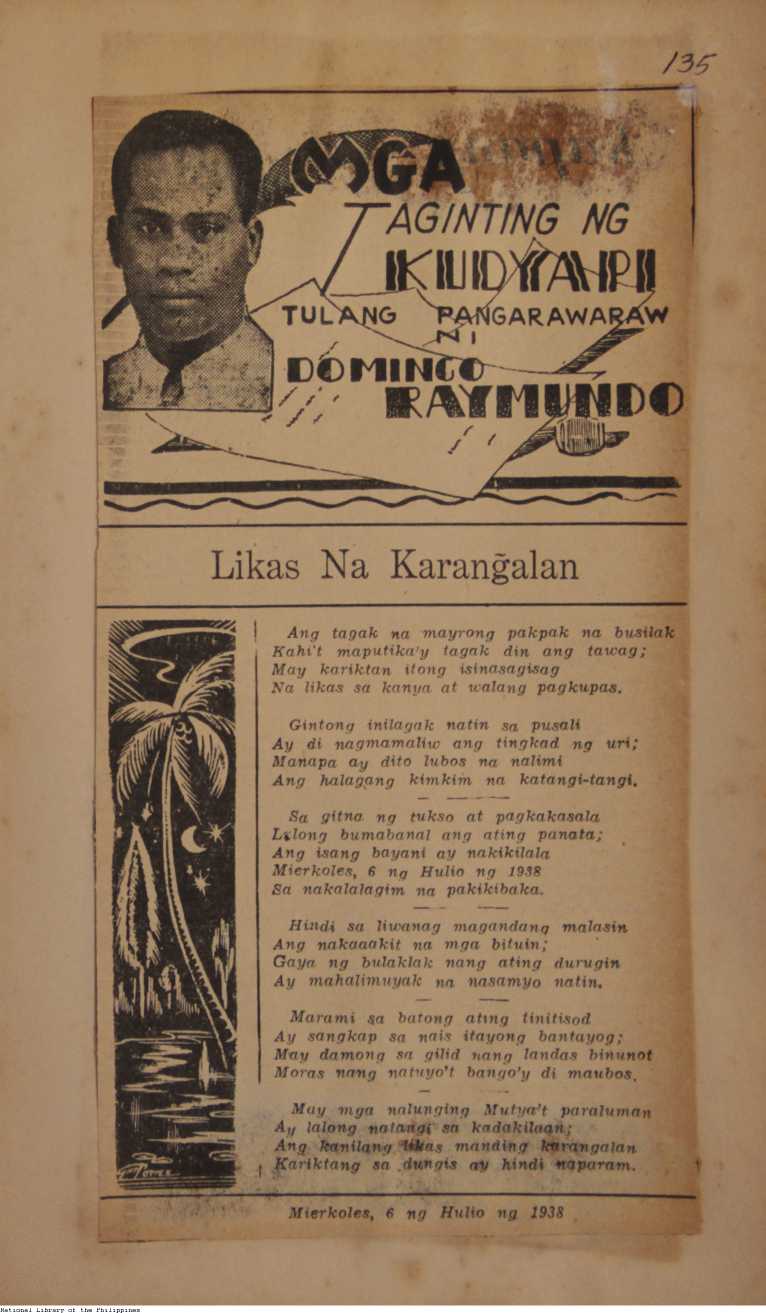 135
MGA
TAGINTING NG
KUDYAPI
TULANG PANGARAWARAW
NI
DOMINGO
RAYMUNDO
Likas Na Karang̃alan
Ang tagak na mayrong pakpak na busilak
Kahi't maputika'y tagak din ang tawag;
May kariktan itong isinasagisag
Na likas sa kanya at walang pagkupas.
Gintong inilagak natin sa pusali
Ay di nagmamaliw ang tingkad ng uri;
Manapa ay dito lubos na nalimi
Ang halagang kimkim na katangi-tangi.
Sa gitna ng tukso at pagkakasala
Lalong bumabanal ang ating panata;
Ang isang bayani ay nakikilala
Mierkoles, 6 ng Hulio ng 1938
Sa nakalalagim na pakikibaka.
Hindi sa liwanag magandang malasin
Ang nakaaakit na mga bituin;
Gaya ng bulaklak nang ating durugin
Ay mahalimuyak na nasamyo natin.
Marami sa batong ating tinitisod
Ay sangkap sa nais itayong bantayog;
May damong sa gilid nang landas binunot
Moras nang natuyo't bango'y di maubos.
May mga nalunging Mutya't paraluman
Ay lalong natangi sa kadakilaan;
Ang kanilang likas manding karangalan
Kariktang sa dungis ay hindi naparam.
Mierkoles, 6 ng Hulio ng 1938
National Library of the Philippines